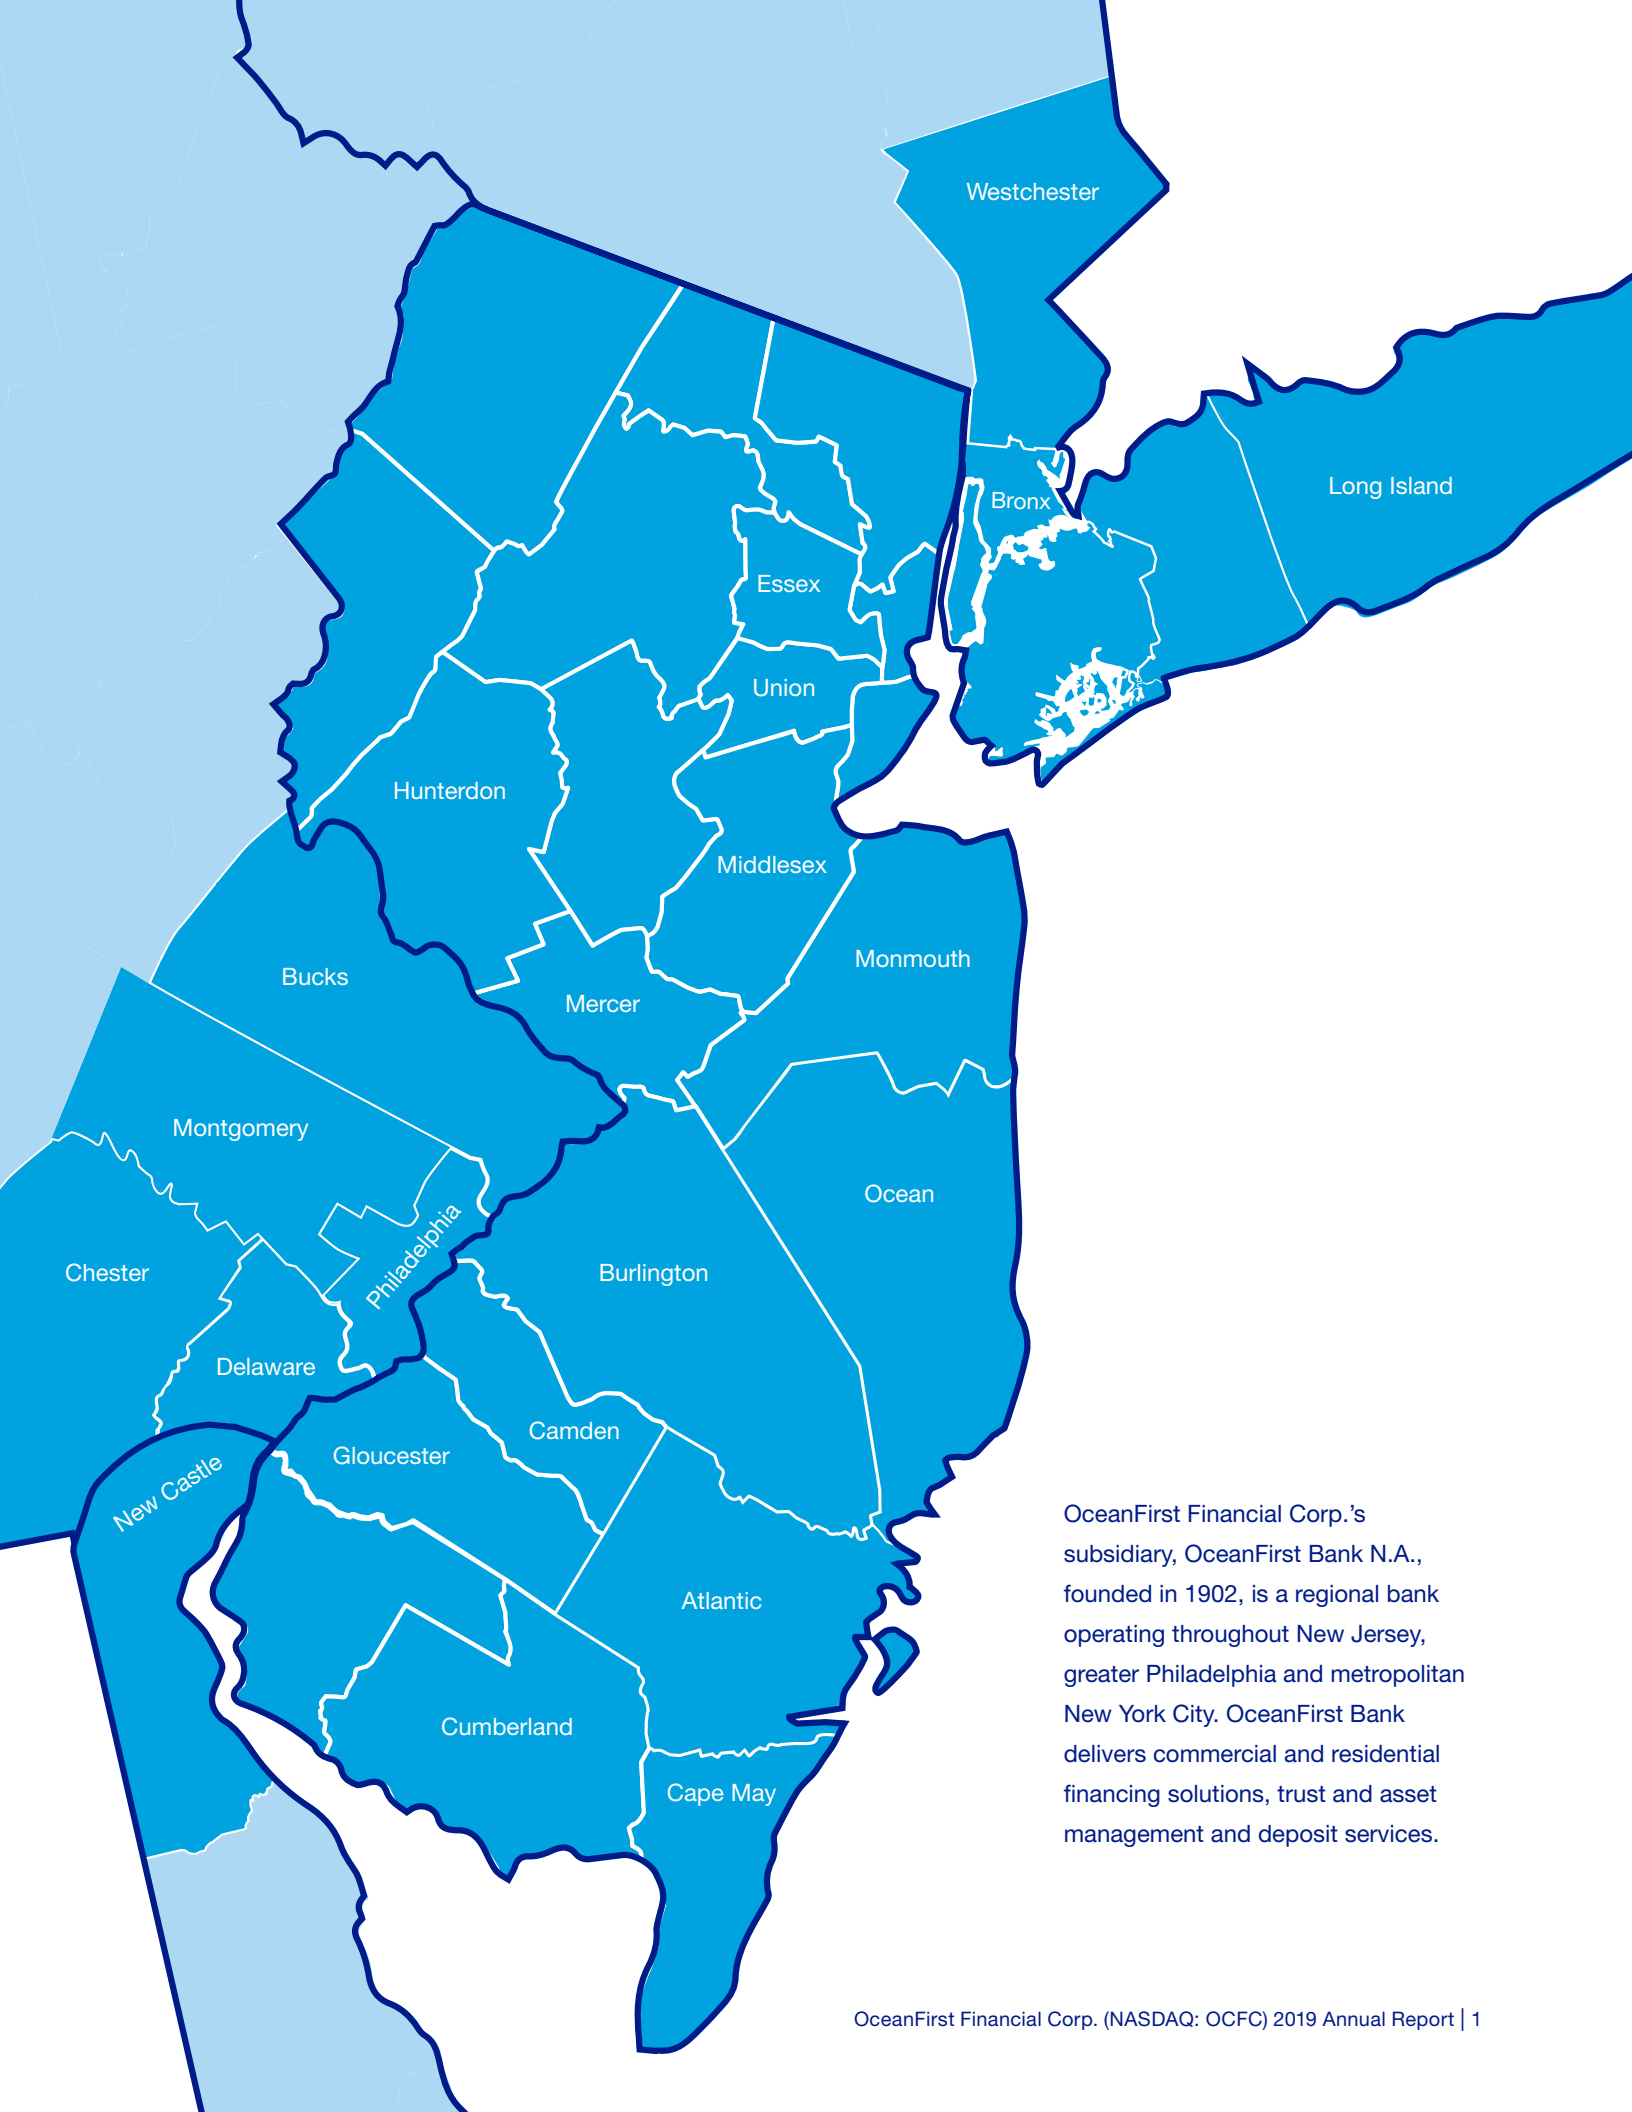 Westchester
Long Island
Bronx
Essex
Union
Hunterdon
Middlesex
Monmouth
Bucks
Mercer
Montgomery
Ocean
Philadelphia
Chester
Burlington
Delaware
Camden
Gloucester
New Castle
Atlantic
Cumberland
Cape May
OceanFirst Financial Corp.’s
subsidiary, OceanFirst Bank N.A.,
founded in 1902, is a regional bank
operating throughout New Jersey,
greater Philadelphia and metropolitan
New York City. OceanFirst Bank
delivers commercial and residential
financing solutions, trust and asset
management and deposit services.
OceanFirst Financial Corp. (NASDAQ: OCFC) 2019 Annual Report | 1